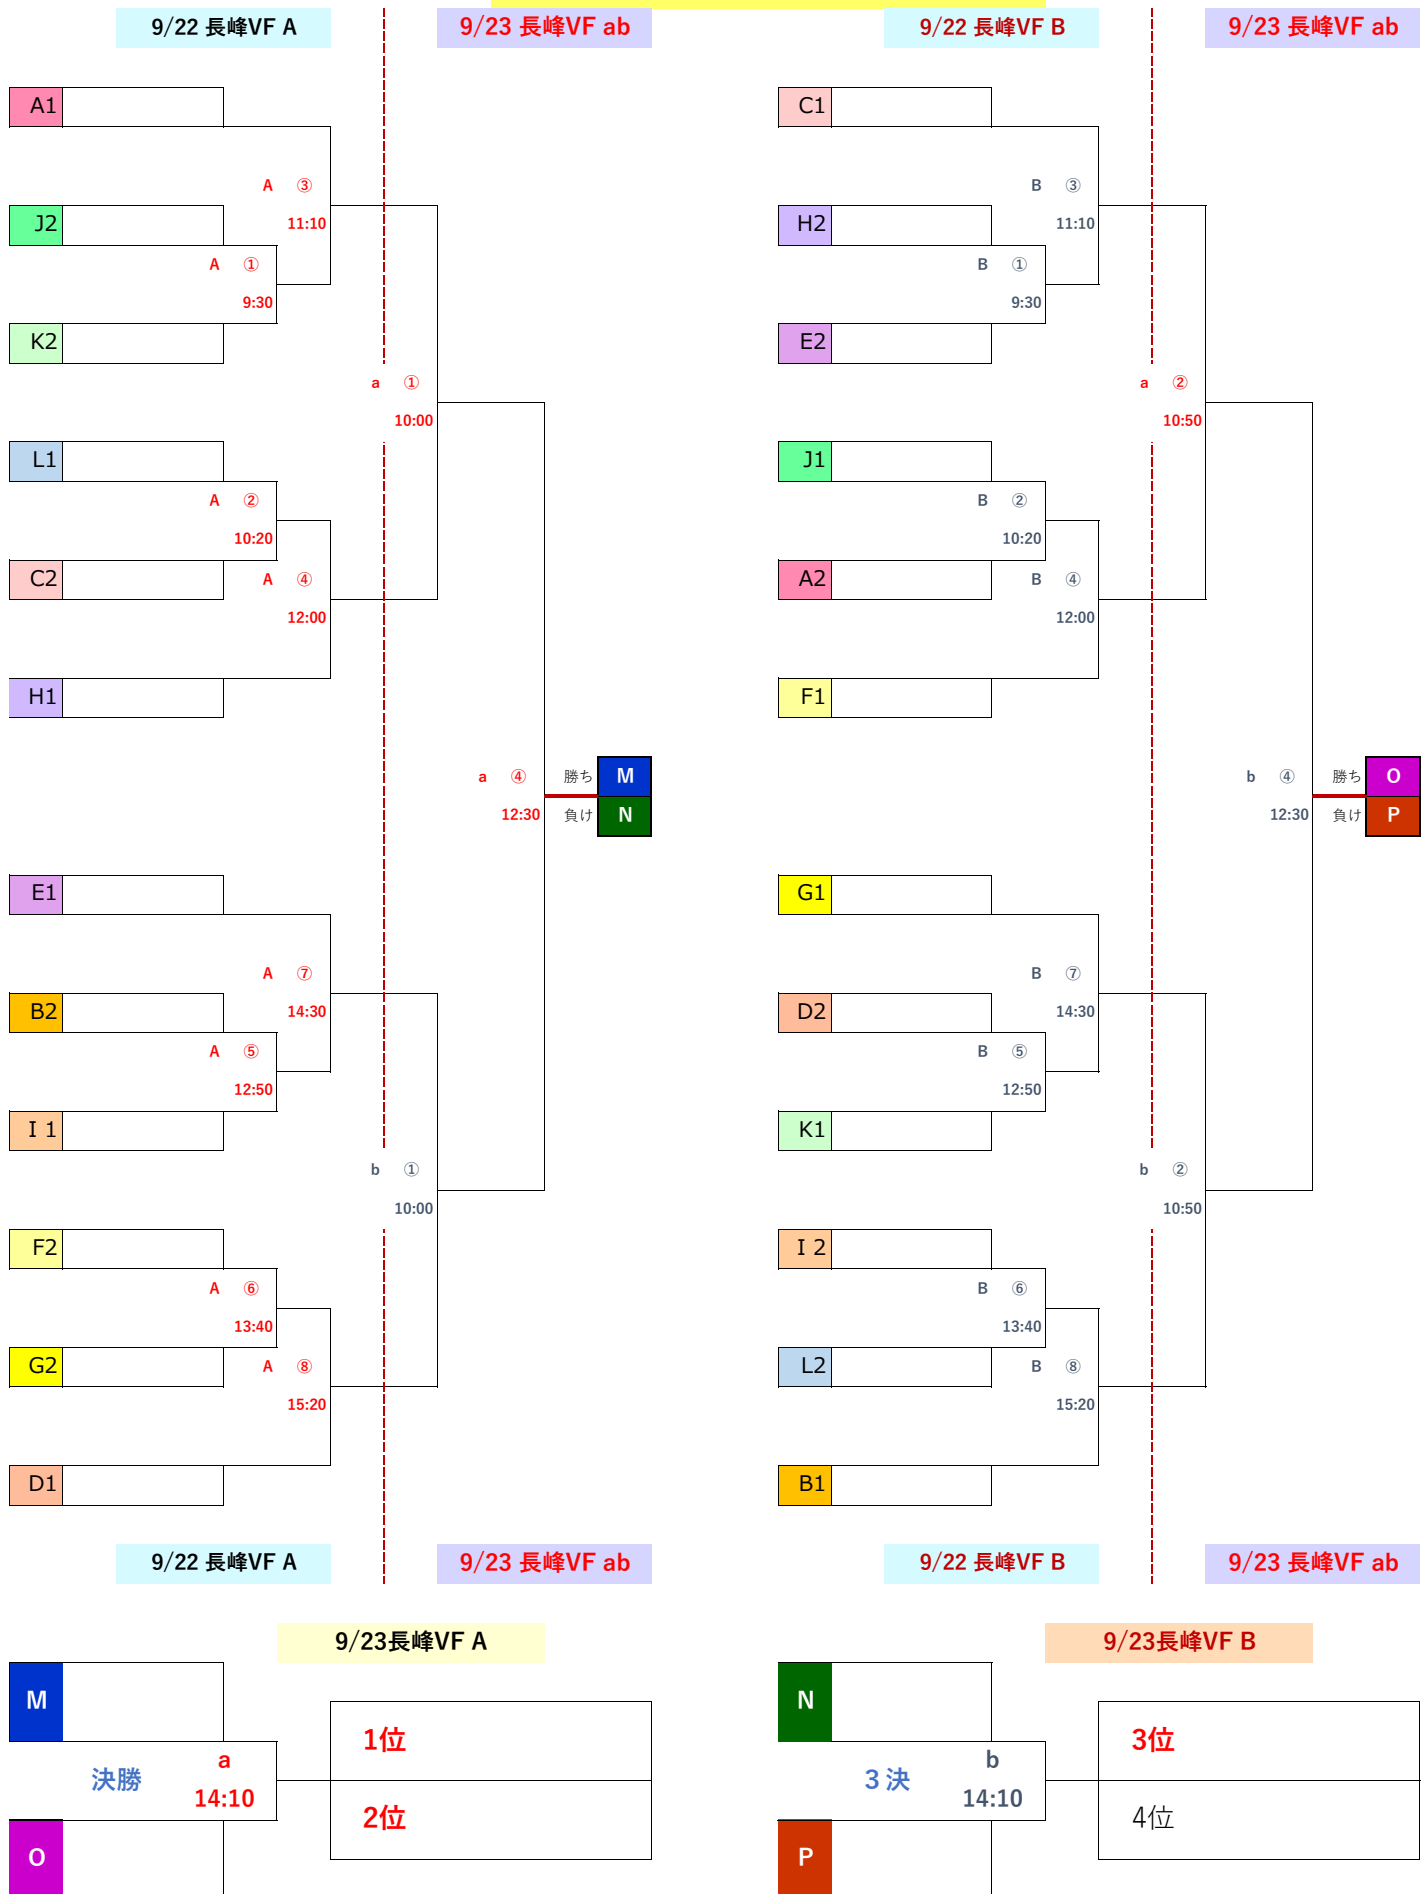 9/22 長峰VF A
9/23 長峰VF ab
9/22 長峰VF B
9/23 長峰VF ab
A1
C1
A ③
B ③
J2
11:10
H2
11:10
A ①
B ①
9:30
9:30
K2
E2
a ①
a ②
10:00
10:50
L1
J1
A ②
B ②
10:20
10:20
C2
A ④
A2
B ④
12:00
12:00
H1
F1
a ④ 勝ち M
b ④ 勝ち O
12:30 負け N
12:30 負け P
E1
G1
A ⑦
B ⑦
B2
14:30
D2
14:30
A ⑤
B ⑤
12:50
12:50
I 1
K1
b ①
b ②
10:00
10:50
F2
I 2
A ⑥
B ⑥
13:40
13:40
G2
A ⑧
L2
B ⑧
15:20
15:20
D1
B1
9/22 長峰VF A
9/23 長峰VF ab
9/22 長峰VF B
9/23 長峰VF ab
9/23長峰VF A
9/23長峰VF B
M
N
1位
3位
決勝
a
14:10
３決
b
14:10
2位
4位
O
P